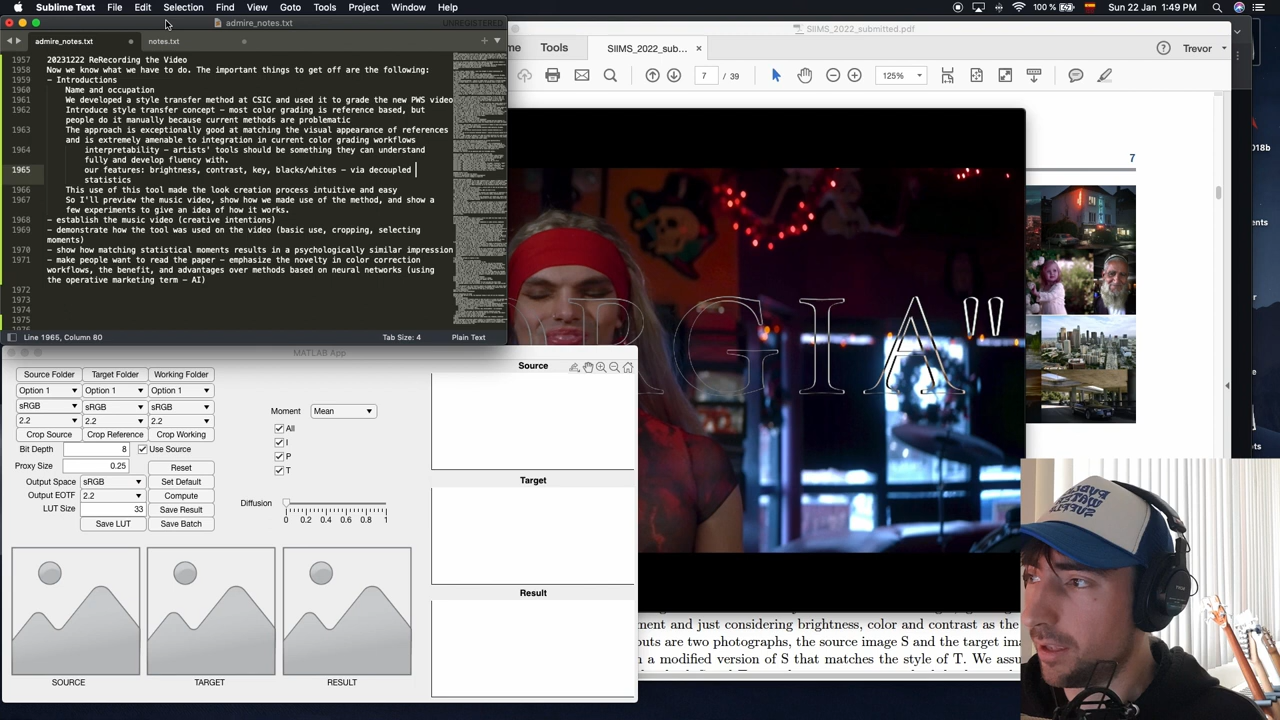 Sublime Text File Edit Selection Find View Goto Tools Project Window Help 100 % Sun 22 Jan 1:49 PM
admire_notes.txt UNREGISTERED
admire_notes.txt notes.txt
1957 20231222 ReRecording the Video
1958 Now we know what we have to do. The important things to get off are the following:
1959 - Introductions
1960 Name and occupation
1961 We developed a style transfer method at CSIC and used it to grade the new PWS video
1962 Introduce style transfer concept - most color grading is reference based, but
people do it manually because current methods are problematic
1963 The approach is exceptionally good at matching the visual appearance of references
and is exremely amenable to integration in current color grading workflows
1964 interpretability - artists' tools should be something they can understand
fully and develop fluency with.
1965 our features: brightness, contrast, key, blacks/whites - via decoupled
statistics
1966 This use of this tool made the look creation process intuitive and easy
1967 So I'll preview the music video, show how we made use of the method, and show a
few experiments to give an idea of how it works.
1968 - establish the music video (creative intentions)
1969 - demonstrate how the tool was used on the video (basic use, cropping, selecting
moments)
1970 - show how matching statistical moments results in a psychologically similar impression
1971 - make people want to read the paper - emphasize the novelty in color correction
workflows, the benefit, and advantages over methods based on neural networks (using
the operative marketing term - AI)
1972
1973
1974
1975
Line 1965, Column 80 Tab Size: 4 Plain Text
SIIMS_2022_submitted.pdf
me Tools SIIMS_2022_sub... × Trevor
7 / 39 125%
7
RGIA"
MATLAB App
Source Folder Target Folder Working Folder
Option 1 Option 1 Option 1
sRGB sRGB sRGB
2.2 2.2 2.2
Crop Source Crop Reference Crop Working
Bit Depth 8 Use Source
Proxy Size 0.25 Reset
Output Space sRGB Set Default
Output EOTF 2.2 Compute
LUT Size 33 Save Result
Save LUT Save Batch
Moment Mean
All
I
P
T
Diffusion
0 0.2 0.4 0.6 0.8 1
Source
Target
Result
SOURCE TARGET RESULT
ment and just considering brightness, color and contrast as the
outs are two photographs, the source image S and the target ima
n a modified version of S that matches the style of T. We assu
018b